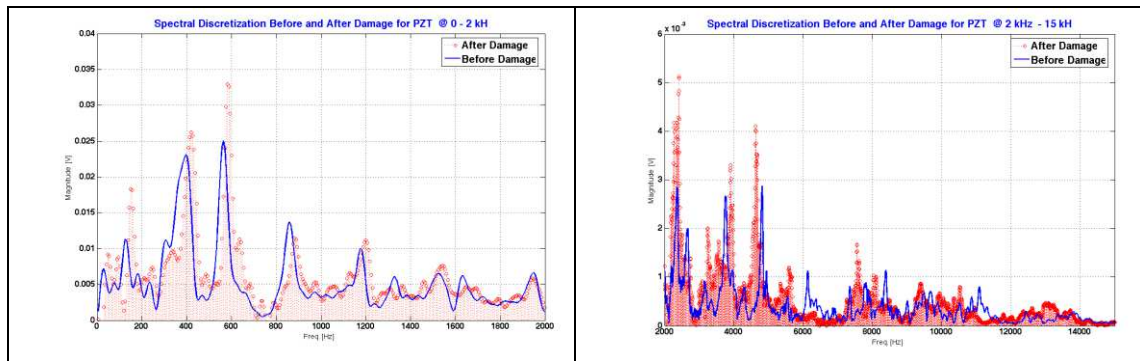 Spectral Discretization Before and After Damage for PZT @ 0 - 2 kH
After Damage
Before Damage
0.04
0.035
0.03
0.025
0.02
0.015
0.01
0.005
0
Magnitude [V]
0 200 400 600 800 1000 1200 1400 1600 1800 2000
Freq. [Hz]
Spectral Discretization Before and After Damage for PZT @ 2 kHz - 15 kH
x 10⁻³
After Damage
Before Damage
6
5
4
3
2
1
0
Magnitude [V]
2000 4000 6000 8000 10000 12000 14000
Freq. [Hz]